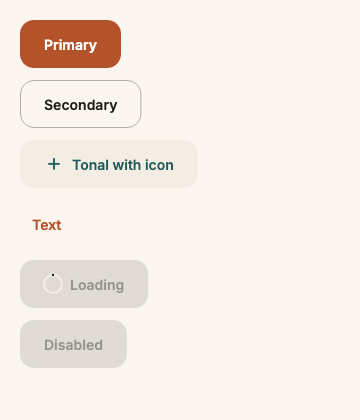 Primary
Secondary
Tonal with icon
Text
Loading
Disabled